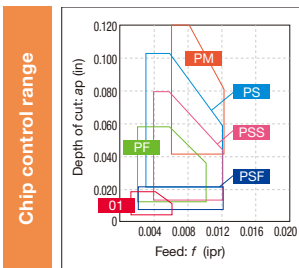 Chip control range
Depth of cut: ap (in)
0.120
0.100
0.080
0.060
0.040
0.020
0
PM
PS
PSS
PF
PSF
01
0.004 0.008 0.012 0.016 0.020
Feed: f (ipr)